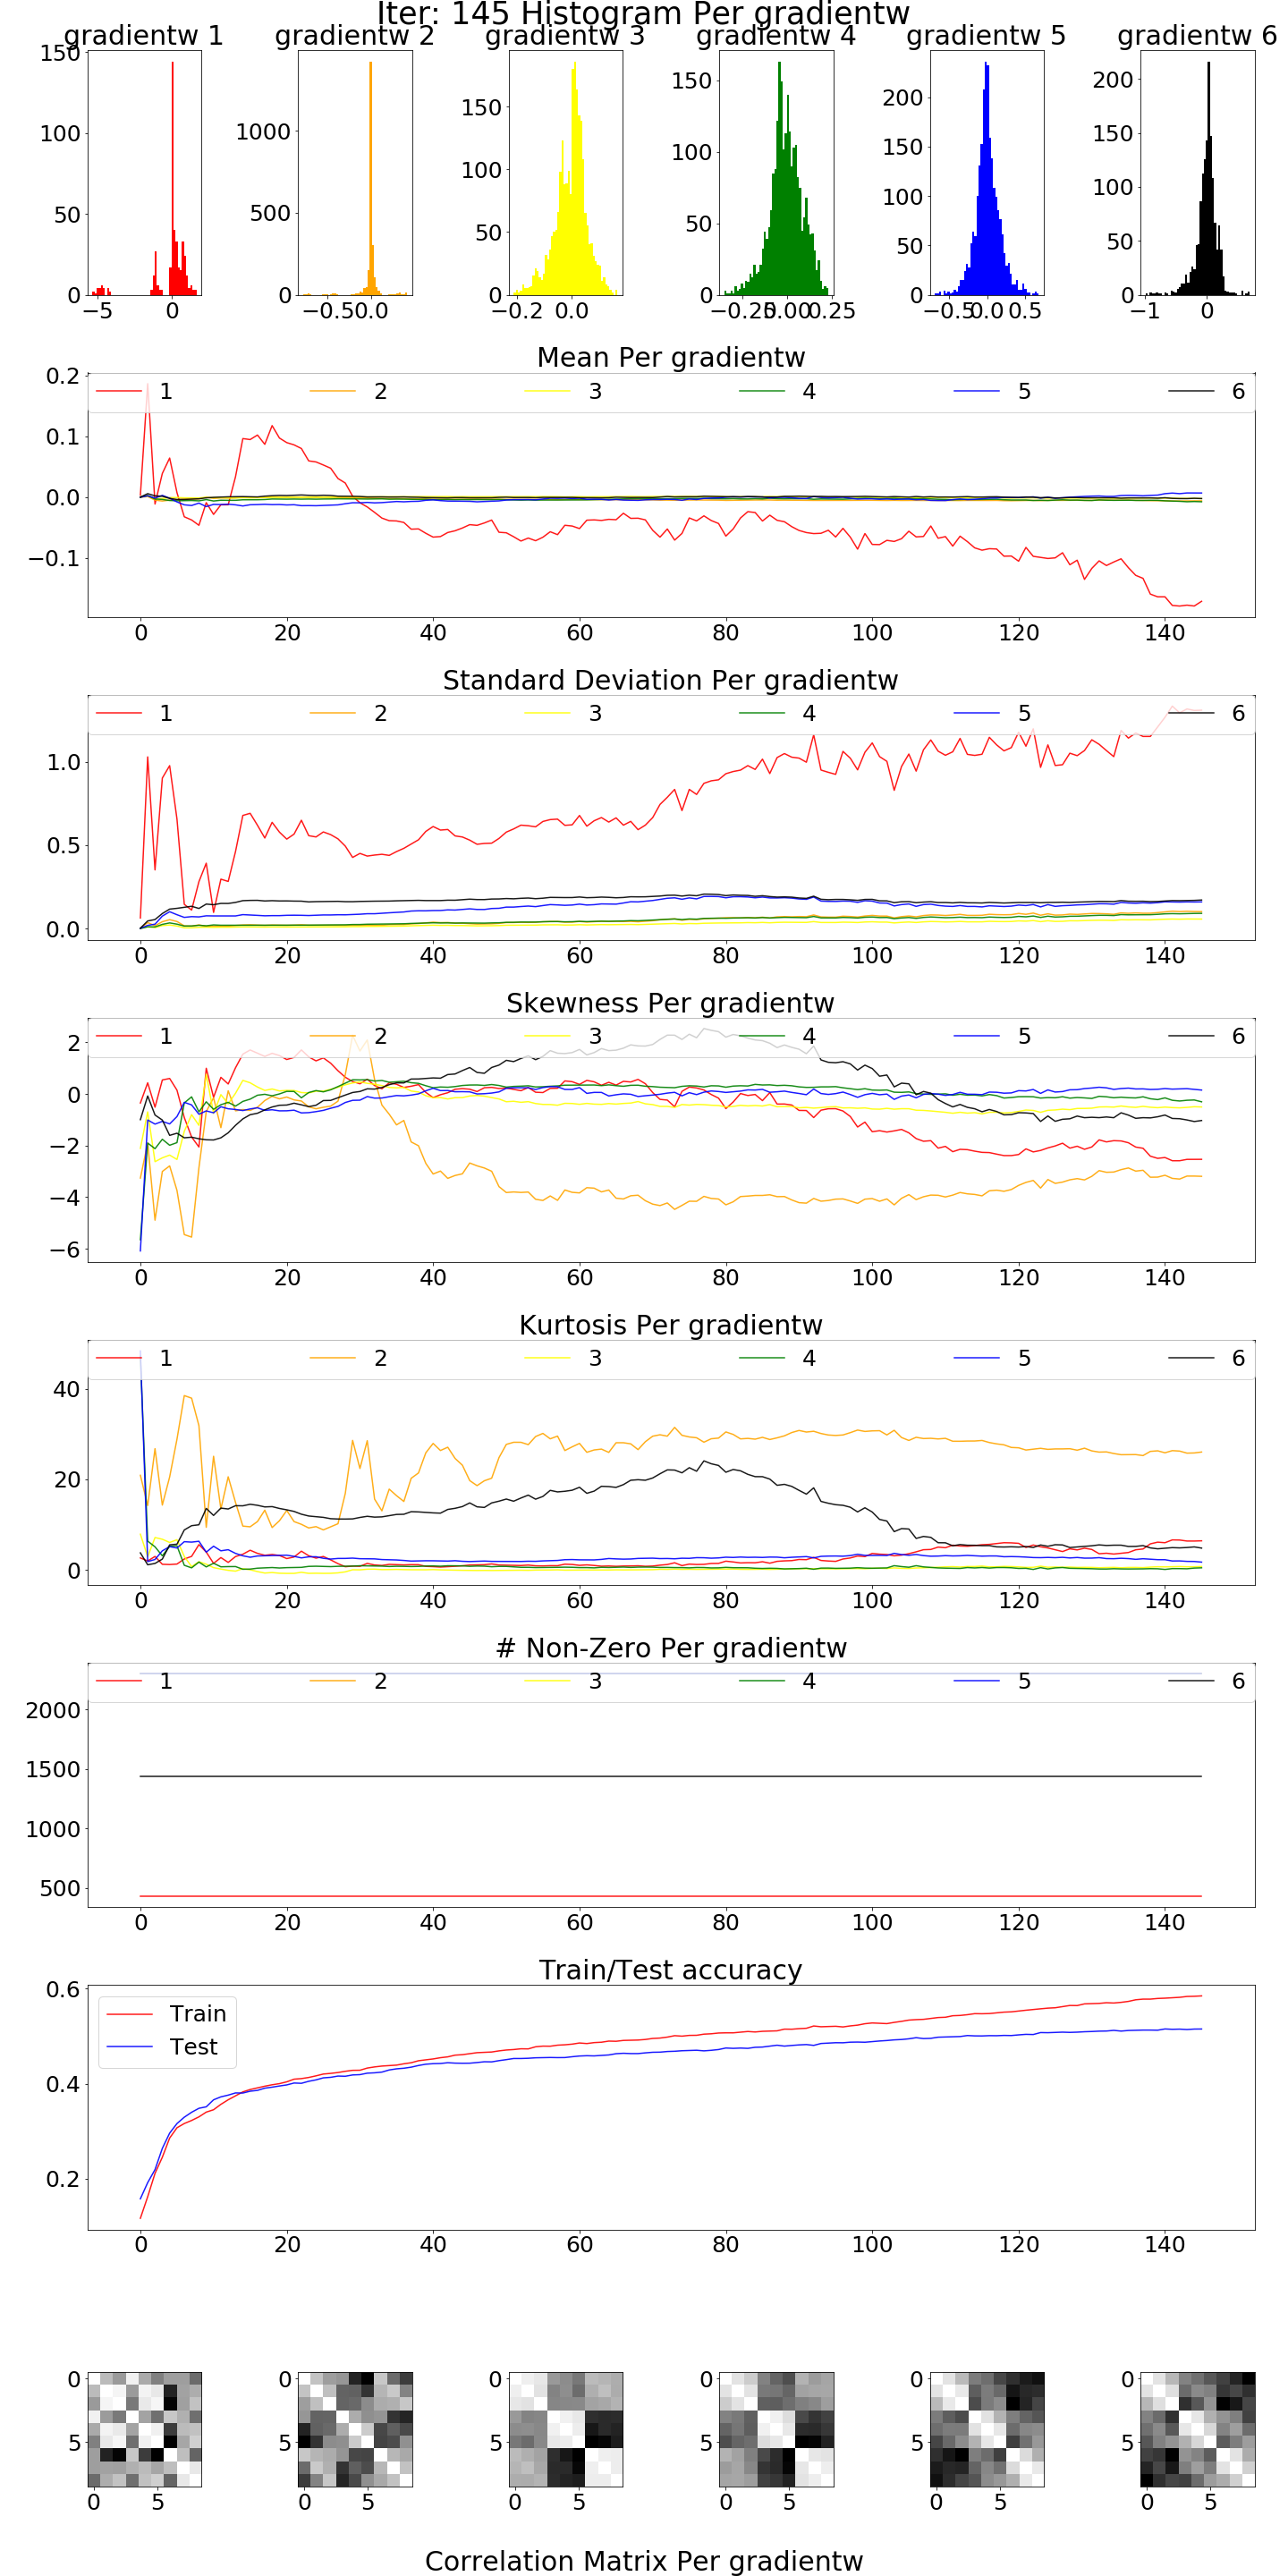 Iter: 145 Histogram Per gradientw
gradientw 1 gradientw 2 gradientw 3 gradientw 4 gradientw 5 gradientw 6
150
100
50
0
−5 0
1000
500
0
−0.50.0
150
100
50
0
−0.2 0.0
150
100
50
0
−0.25 0.00 0.25
200
150
100
50
0
−0.5 0.0 0.5
200
150
100
50
0
−1 0
Mean Per gradientw
1 2 3 4 5 6
0.2
0.1
0.0
−0.1
0 20 40 60 80 100 120 140
Standard Deviation Per gradientw
1 2 3 4 5 6
1.0
0.5
0.0
0 20 40 60 80 100 120 140
Skewness Per gradientw
1 2 3 4 5 6
2
0
−2
−4
−6
0 20 40 60 80 100 120 140
Kurtosis Per gradientw
1 2 3 4 5 6
40
20
0
0 20 40 60 80 100 120 140
# Non-Zero Per gradientw
1 2 3 4 5 6
2000
1500
1000
500
0 20 40 60 80 100 120 140
Train/Test accuracy
Train
Test
0.6
0.4
0.2
0 20 40 60 80 100 120 140
0
5
0 5
0
5
0 5
0
5
0 5
0
5
0 5
0
5
0 5
0
5
0 5
Correlation Matrix Per gradientw